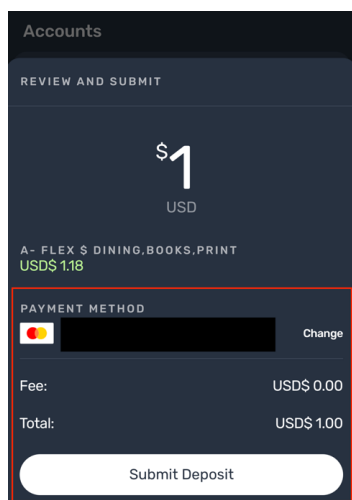 Accounts
REVIEW AND SUBMIT
$1
USD
A- FLEX $ DINING,BOOKS,PRINT
USD$ 1.18
PAYMENT METHOD
Change
Fee: USD$ 0.00
Total: USD$ 1.00
Submit Deposit